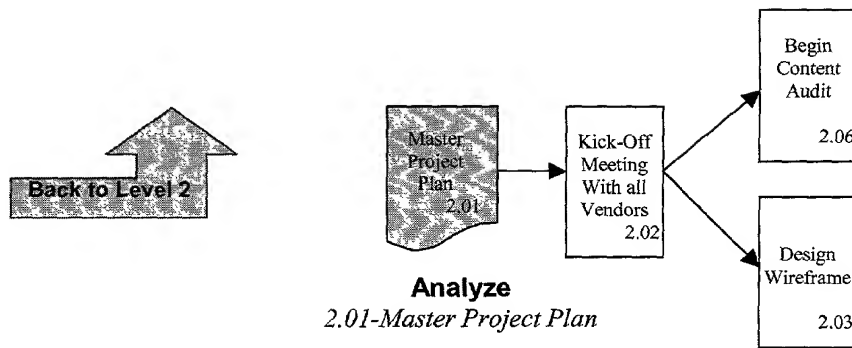 Back to Level 2
Master
Project
Plan
2.01
Kick-Off
Meeting
With all
Vendors
2.02
Begin
Content
Audit
2.06
Design
Wireframe
2.03
Analyze
2.01-Master Project Plan